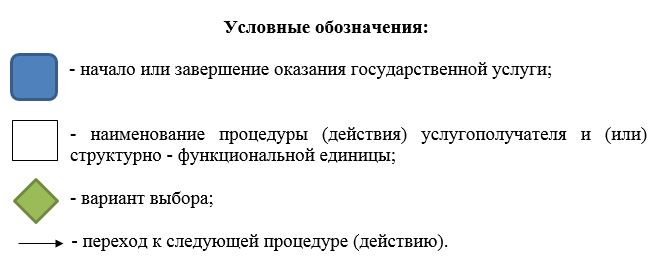 Условные обозначения:
- начало или завершение оказания государственной услуги;
- наименование процедуры (действия) услугополучателя и (или)
структурно - функциональной единицы;
- вариант выбора;
- переход к следующей процедуре (действию).